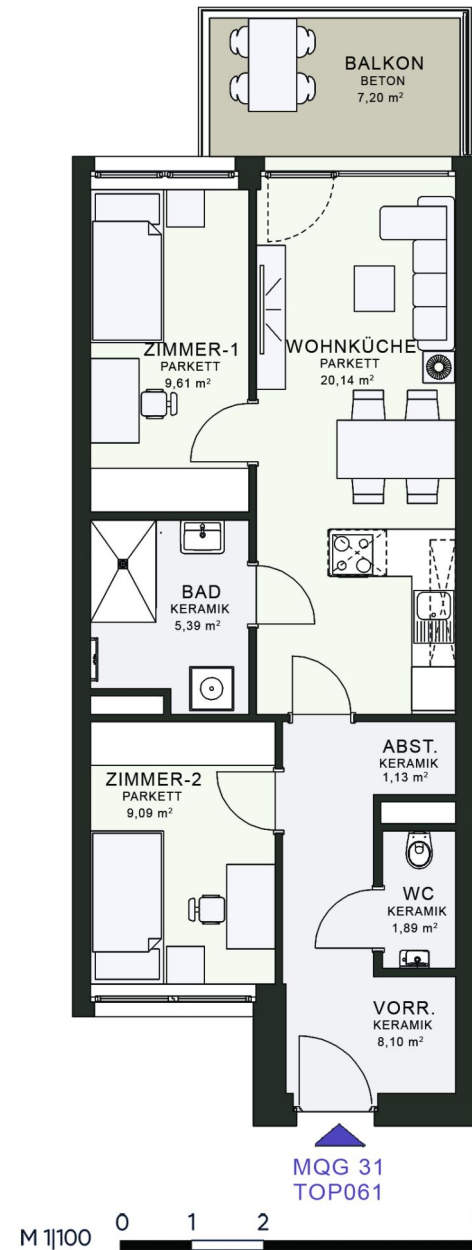 BALKON
BETON
7,20 m²
ZIMMER-1
PARKETT
9,61 m²
WOHNKÜCHE
PARKETT
20,14 m²
BAD
KERAMIK
5,39 m²
ABST.
KERAMIK
1,13 m²
ZIMMER-2
PARKETT
9,09 m²
WC
KERAMIK
1,89 m²
VORR.
KERAMIK
8,10 m²
MQG 31
TOP061
M 1|100 0 1 2